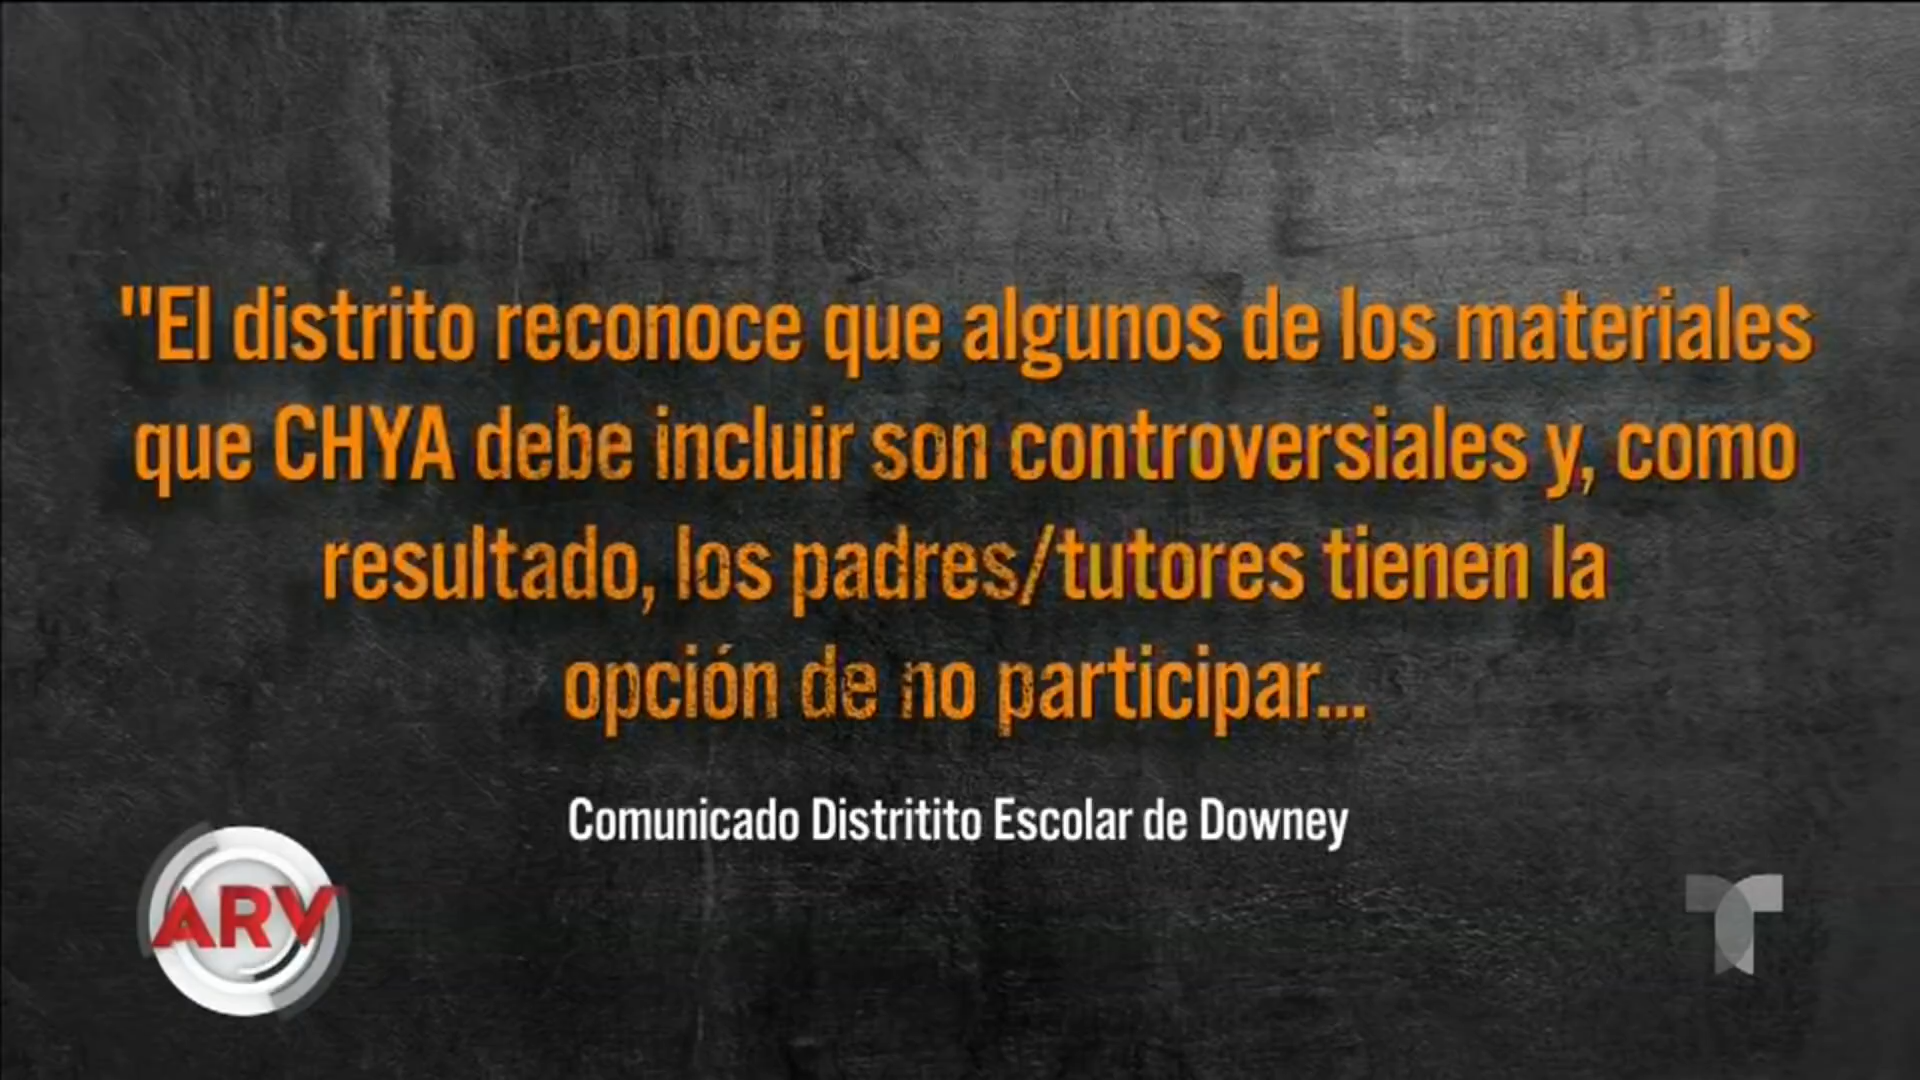 "El distrito reconoce que algunos de los materiales
que CHYA debe incluir son controversiales y, como
resultado, los padres/tutores tienen la
opción de no participar...
Comunicado Distritito Escolar de Downey
ARV